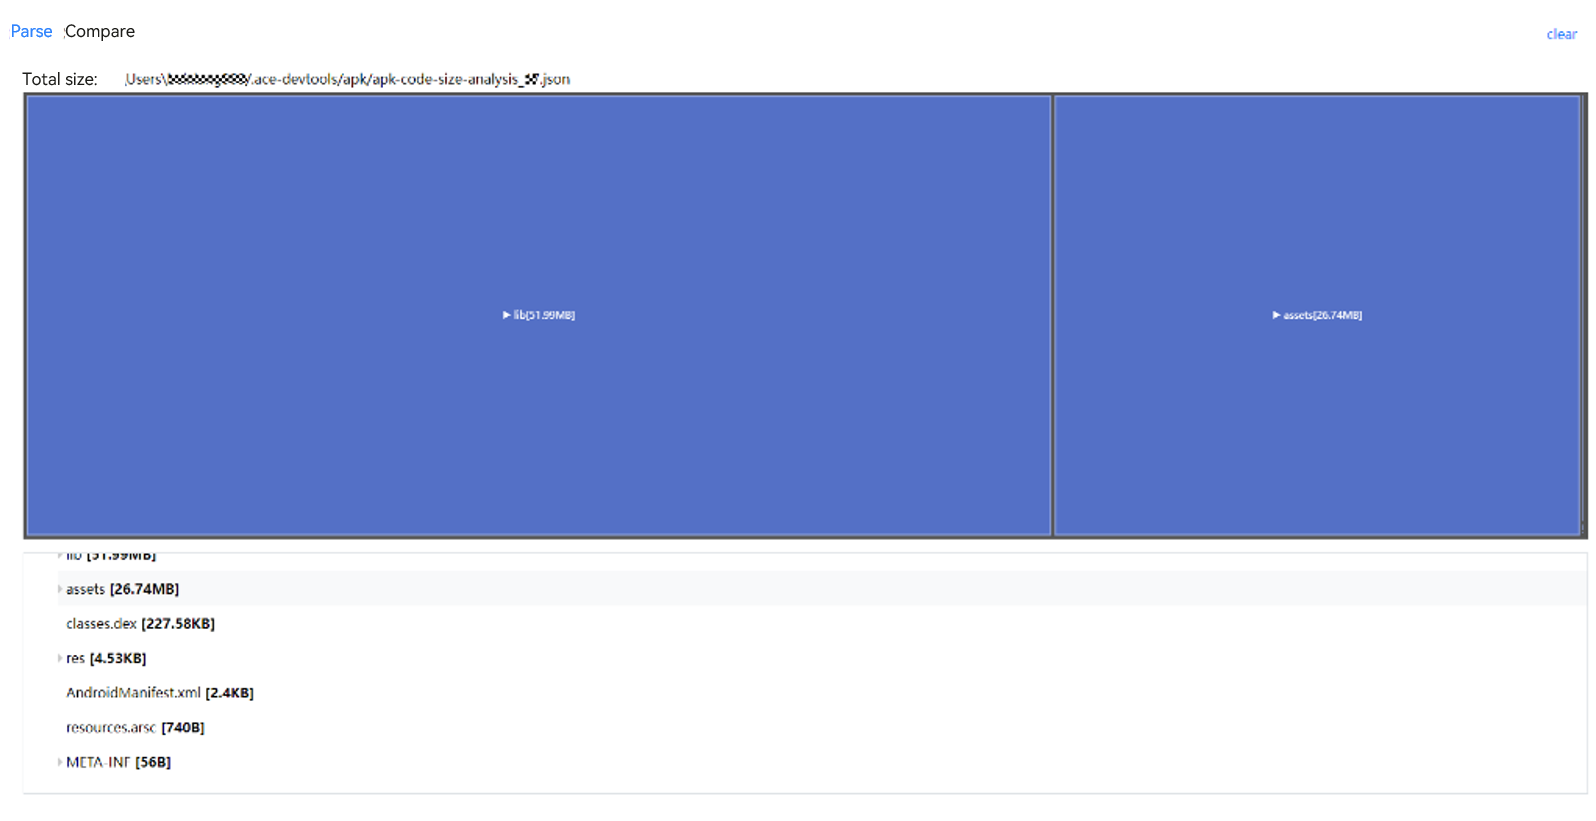 Parse Compare
clear
Total size: Users\ /.ace-devtools/apk/apk-code-size-analysis_ .json
▶ lib[51.99MB]
▶ assets[26.74MB]
lib [51.99MB]
assets [26.74MB]
classes.dex [227.58KB]
res [4.53KB]
AndroidManifest.xml [2.4KB]
resources.arsc [740B]
META-INF [56B]